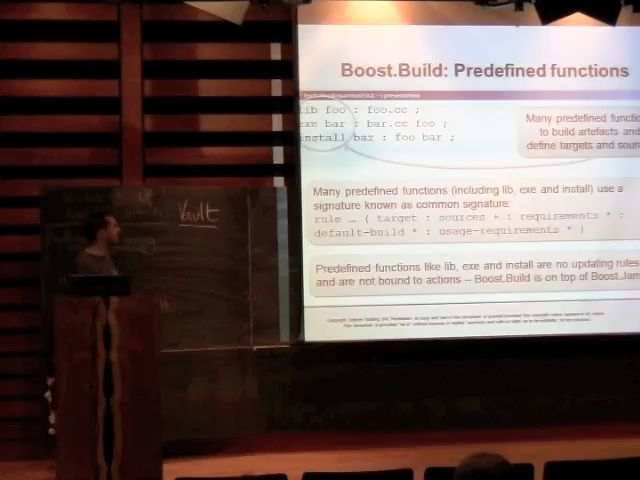 Boost.Build: Predefined functions
lib foo : foo.cc ;
exe bar : bar.cc foo ;
install baz : foo bar ;
Many predefined functio
to build artefacts and
define targets and sour
Many predefined functions (including lib, exe and install) use a
signature known as common signature:
rule … ( target : sources + : requirements * :
default-build * : usage-requirements * )
Predefined functions like lib, exe and install are no updating rules
and are not bound to actions – Boost.Build is on top of Boost.Jam
Vault